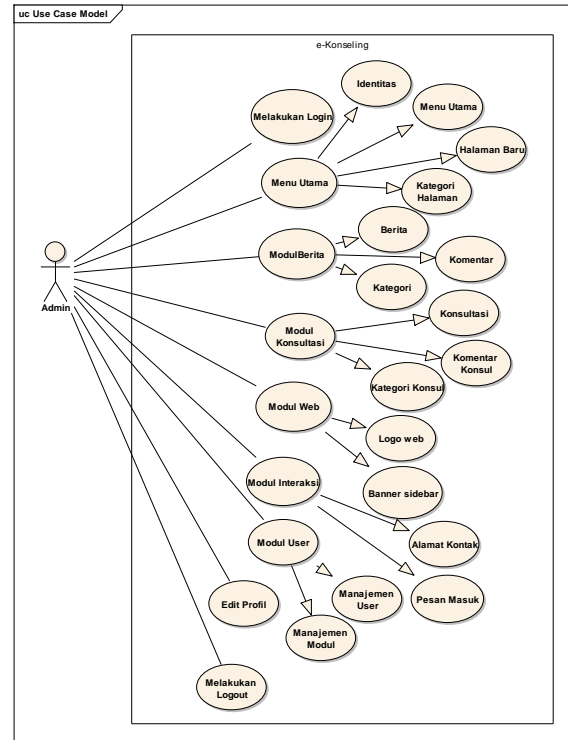 uc Use Case Model
e-Konseling
Identitas
Melakukan Login
Menu Utama
Halaman Baru
Menu Utama
Kategori
Halaman
Berita
ModulBerita
Komentar
Kategori
Admin
Konsultasi
Modul
Konsultasi
Komentar
Konsul
Kategori Konsul
Modul Web
Logo web
Modul Interaksi
Banner sidebar
Modul User
Alamat Kontak
Manajemen
User
Pesan Masuk
Edit Profil
Manajemen
Modul
Melakukan
Logout